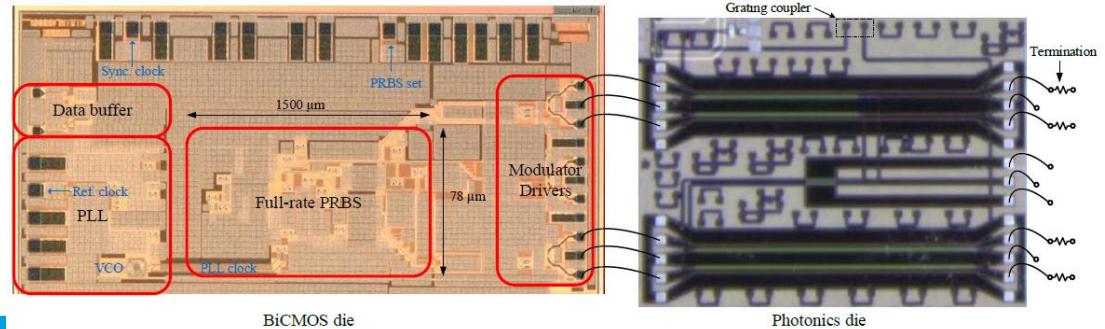 Grating coupler
Termination
Sync. clock
PRBS set
Data buffer
1500 µm
Ref. clock
PLL
Full-rate PRBS
78 µm
Modulator
Drivers
VCO
PLL clock
BiCMOS die
Photonics die